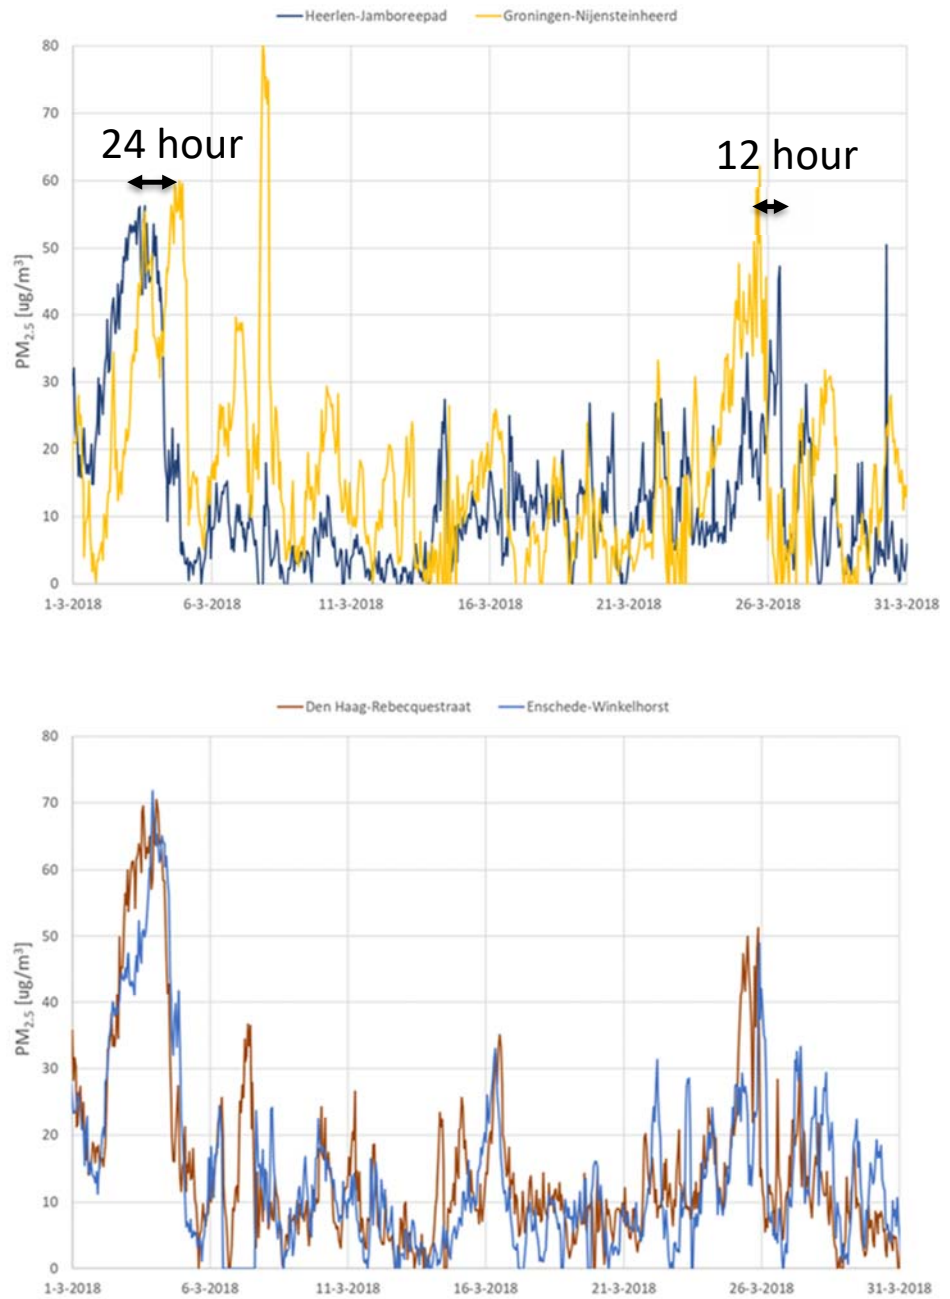 Heerlen-Jamboreepad Groningen-Nijensteinheerd
80
70
60
50
40
30
20
10
0
PM2.5 [ug/m³]
24 hour
12 hour
1-3-2018 6-3-2018 11-3-2018 16-3-2018 21-3-2018 26-3-2018 31-3-2018
Den Haag-Rebecquestraat Enschede-Winkelhorst
80
70
60
50
40
30
20
10
0
PM2.5 [ug/m³]
1-3-2018 6-3-2018 11-3-2018 16-3-2018 21-3-2018 26-3-2018 31-3-2018